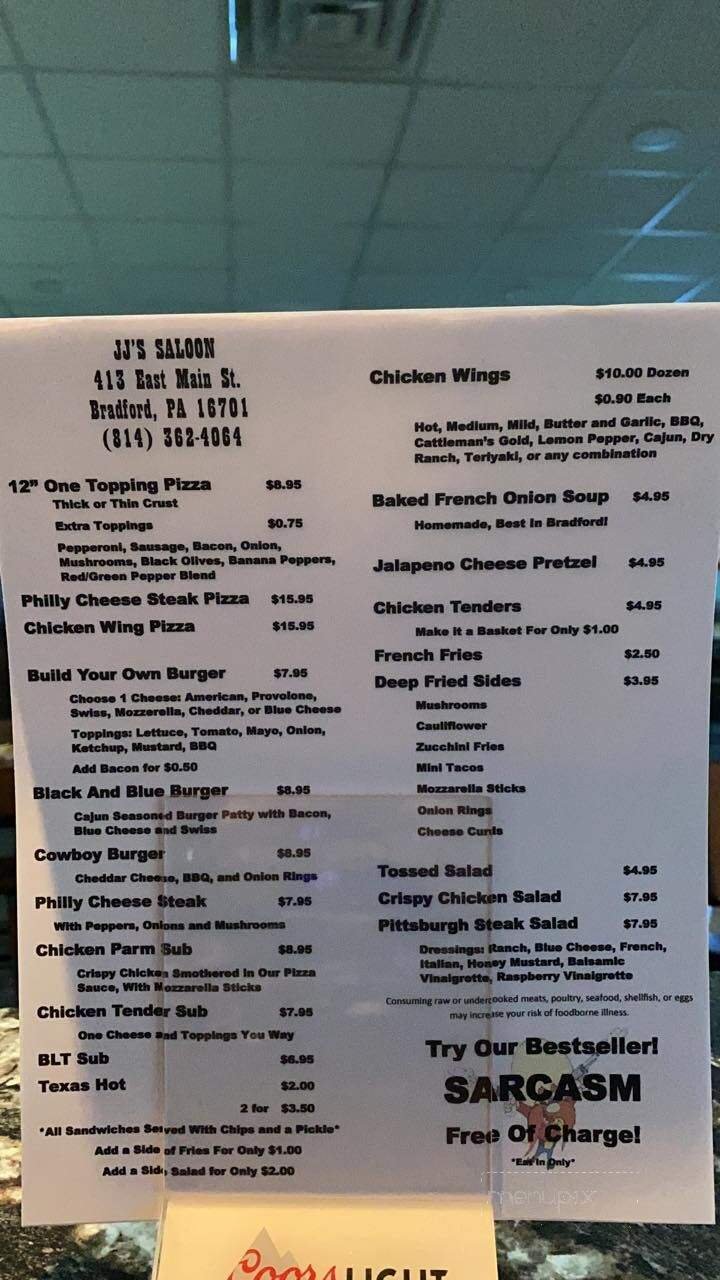 JJ'S SALOON
413 East Main St.
Bradford, PA 16701
(814) 362-4064
12" One Topping Pizza $8.95
Thick or Thin Crust
Extra Toppings $0.75
Pepperoni, Sausage, Bacon, Onion,
Mushrooms, Black Olives, Banana Peppers,
Red/Green Pepper Blend
Philly Cheese Steak Pizza $15.95
Chicken Wing Pizza $15.95
Build Your Own Burger $7.95
Choose 1 Cheese: American, Provolone,
Swiss, Mozzerella, Cheddar, or Blue Cheese
Toppings: Lettuce, Tomato, Mayo, Onion,
Ketchup, Mustard, BBQ
Add Bacon for $0.50
Black And Blue Burger $8.95
Cajun Seasoned Burger Patty with Bacon,
Blue Cheese and Swiss
Cowboy Burger $8.95
Cheddar Cheese, BBQ, and Onion Rings
Philly Cheese Steak $7.95
With Peppers, Onions and Mushrooms
Chicken Parm Sub $8.95
Crispy Chicken Smothered In Our Pizza
Sauce, With Mozzarella Sticks
Chicken Tender Sub $7.95
One Cheese and Toppings You Way
BLT Sub $6.95
Texas Hot $2.00
2 for $3.50
*All Sandwiches Served With Chips and a Pickle*
Add a Side of Fries For Only $1.00
Add a Side Salad for Only $2.00
Chicken Wings $10.00 Dozen
$0.90 Each
Hot, Medium, Mild, Butter and Garlic, BBQ,
Cattleman's Gold, Lemon Pepper, Cajun, Dry
Ranch, Teriyaki, or any combination
Baked French Onion Soup $4.95
Homemade, Best In Bradford!
Jalapeno Cheese Pretzel $4.95
Chicken Tenders $4.95
Make it a Basket For Only $1.00
French Fries $2.50
Deep Fried Sides $3.95
Mushrooms
Cauliflower
Zucchini Fries
Mini Tacos
Mozzarella Sticks
Onion Rings
Cheese Curds
Tossed Salad $4.95
Crispy Chicken Salad $7.95
Pittsburgh Steak Salad $7.95
Dressings: Ranch, Blue Cheese, French,
Italian, Honey Mustard, Balsamic
Vinaigrette, Raspberry Vinaigrette
Consuming raw or undercooked meats, poultry, seafood, shellfish, or eggs
may increase your risk of foodborne illness.
Try Our Bestseller!
SARCASM
Free Of Charge!
*Eat In Only*
menupix
Coors LIGHT